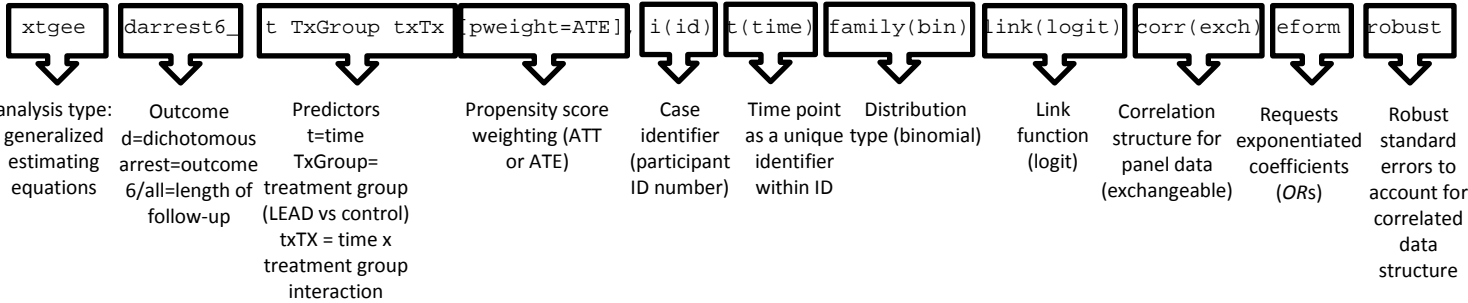 xtgee darrest6_ t TxGroup txTx [pweight=ATE], i(id) t(time) family(bin) link(logit) corr(exch) eform robust
analysis type:
generalized
estimating
equations
Outcome
d=dichotomous
arrest=outcome
6/all=length of
follow-up
Predictors
t=time
TxGroup=
treatment group
(LEAD vs control)
txTX = time x
treatment group
interaction
Propensity score
weighting (ATT
or ATE)
Case
identifier
(participant
ID number)
Time point
as a unique
identifier
within ID
Distribution
type (binomial)
Link
function
(logit)
Correlation
structure for
panel data
(exchangeable)
Requests
exponentiated
coefficients
(ORs)
Robust
standard
errors to
account for
correlated
data
structure